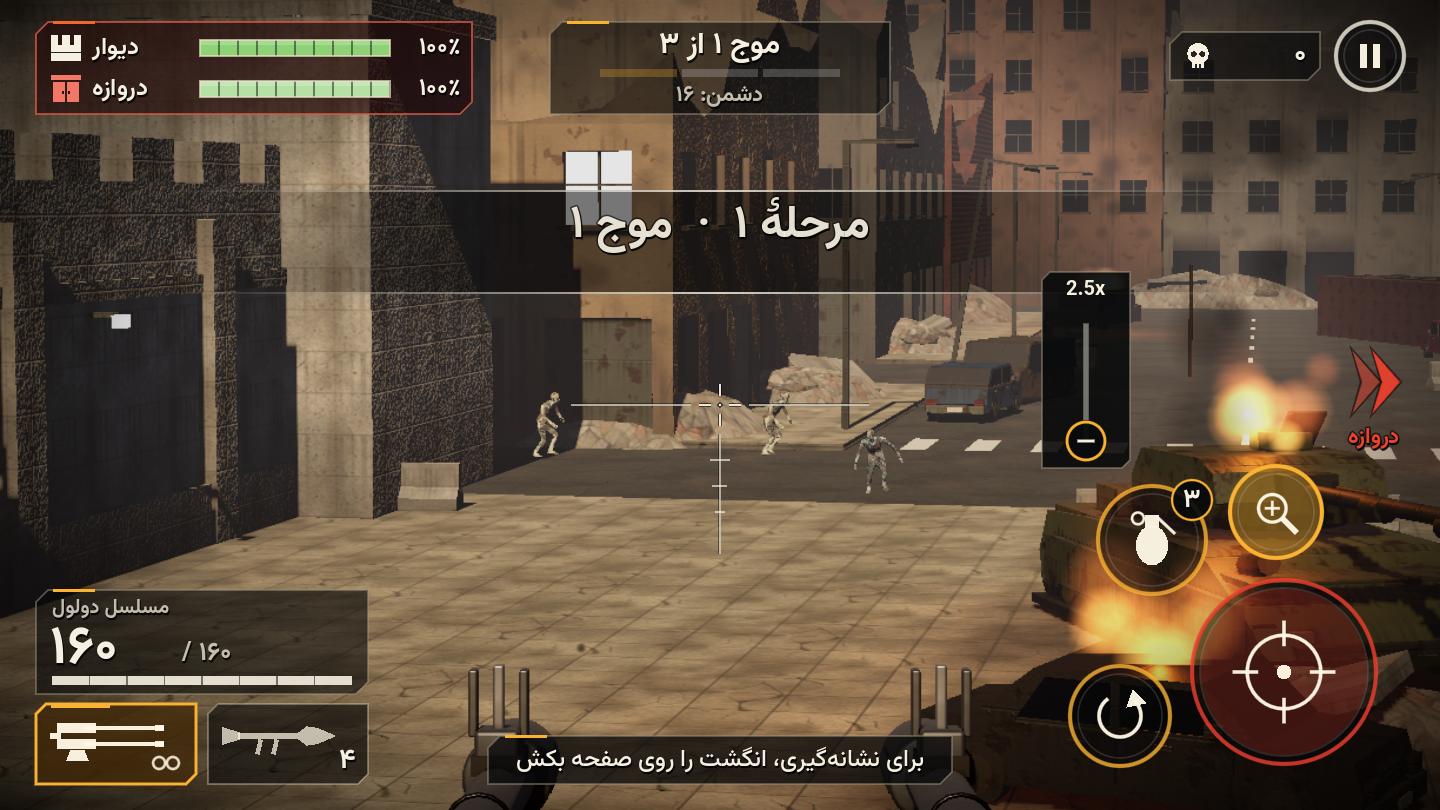 دیوار ۱۰۰٪
دروازه ۱۰۰٪
موج ۱ از ۳
دشمن: ۱۶
۰
مرحلهٔ ۱ · موج ۱
2.5x
دروازه
۳
مسلسل دولول
۱۶۰ / ۱۶۰
∞
۴
برای نشانه‌گیری، انگشت را روی صفحه بکش